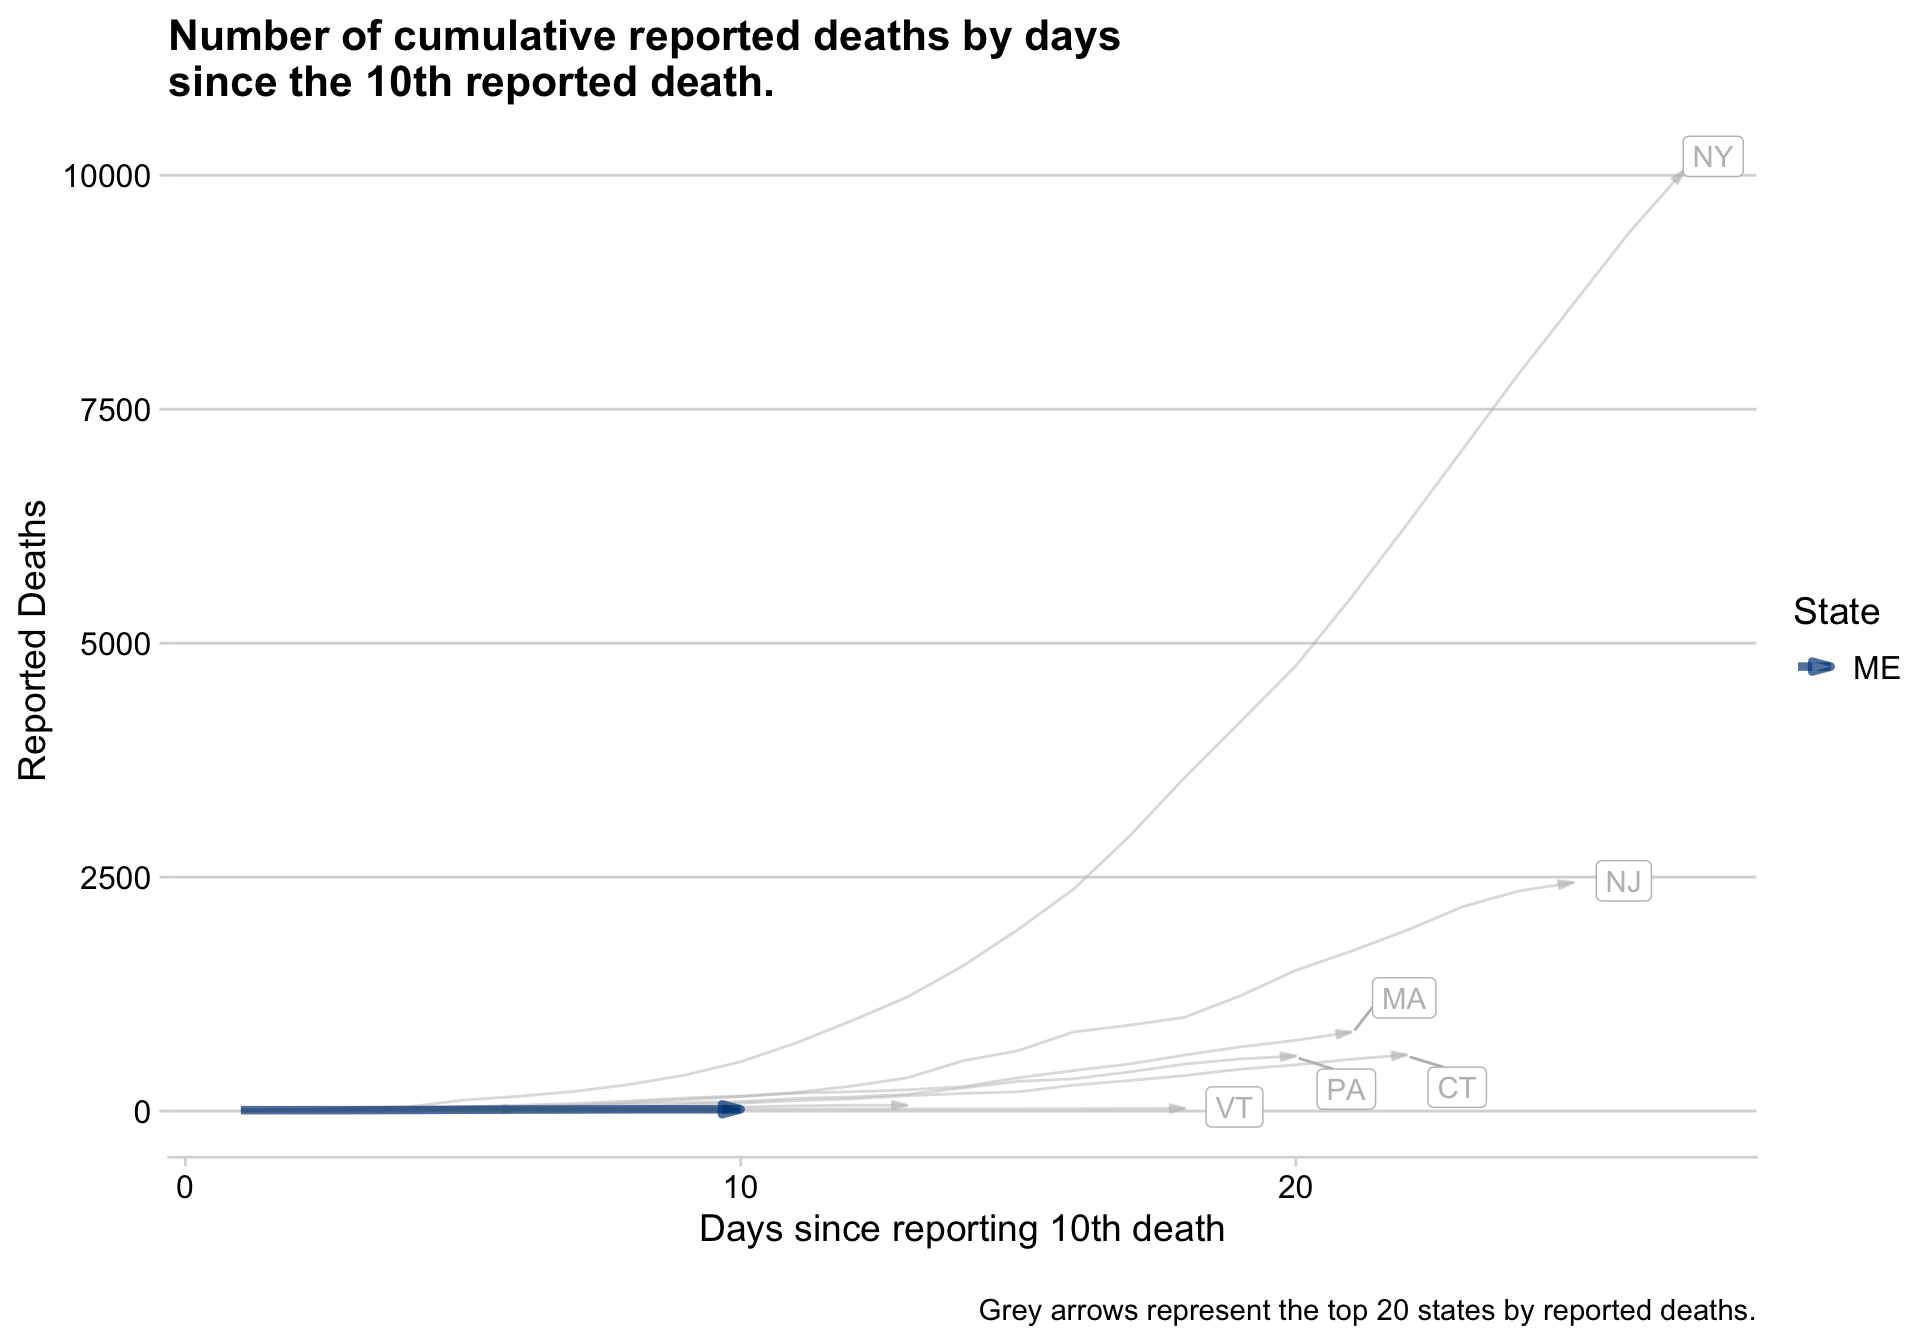 Number of cumulative reported deaths by days
since the 10th reported death.
10000
7500
5000
2500
0
Reported Deaths
NY
NJ
MA
PA
CT
VT
State
ME
0
10
20
Days since reporting 10th death
Grey arrows represent the top 20 states by reported deaths.